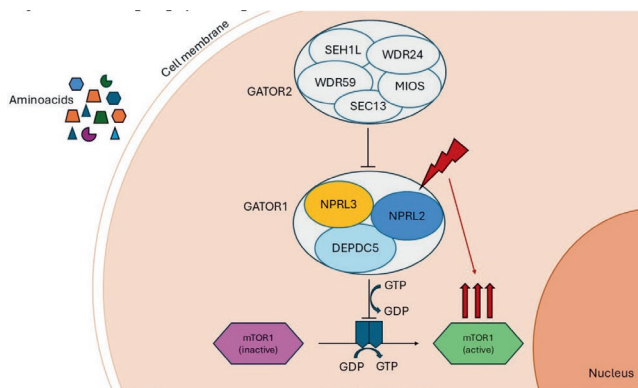 Cell membrane
Aminoacids
SEH1L
WDR24
WDR59
MIOS
GATOR2
SEC13
NPRL3
GATOR1
NPRL2
DEPDC5
GTP
GDP
mTOR1
(inactive)
mTOR1
(active)
GDP
GTP
Nucleus